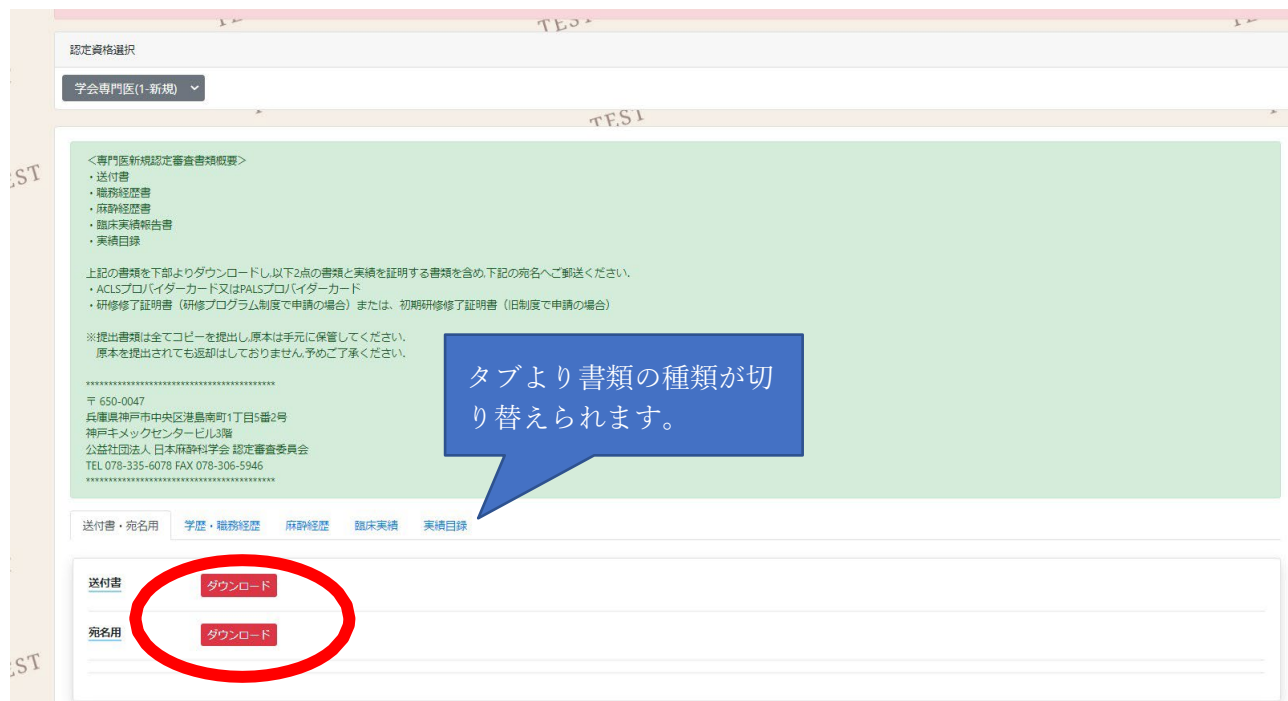 TEST
認定資格選択
学会専門医(1-新規)
TEST
<専門医新規認定審査書類概要>
・送付書
・職務経歴書
・麻酔経歴書
・臨床実績報告書
・実績目録
上記の書類を下部よりダウンロードし,以下2点の書類と実績を証明する書類を含め,下記の宛名へご郵送ください.
・ACLSプロバイダーカード又はPALSプロバイダーカード
・研修修了証明書（研修プログラム制度で申請の場合）または、初期研修修了証明書（旧制度で申請の場合）
※提出書類は全てコピーを提出し,原本は手元に保管してください.
原本を提出されても返却はしておりません,予めご了承ください.
******************************************
〒 650-0047
兵庫県神戸市中央区港島南町1丁目5番2号
神戸キメックセンタービル3階
公益社団法人 日本麻酔科学会 認定審査委員会
TEL 078-335-6078 FAX 078-306-5946
******************************************
タブより書類の種類が切
り替えられます。
送付書・宛名用 学歴・職務経歴 麻酔経歴 臨床実績 実績目録
送付書 ダウンロード
宛名用 ダウンロード